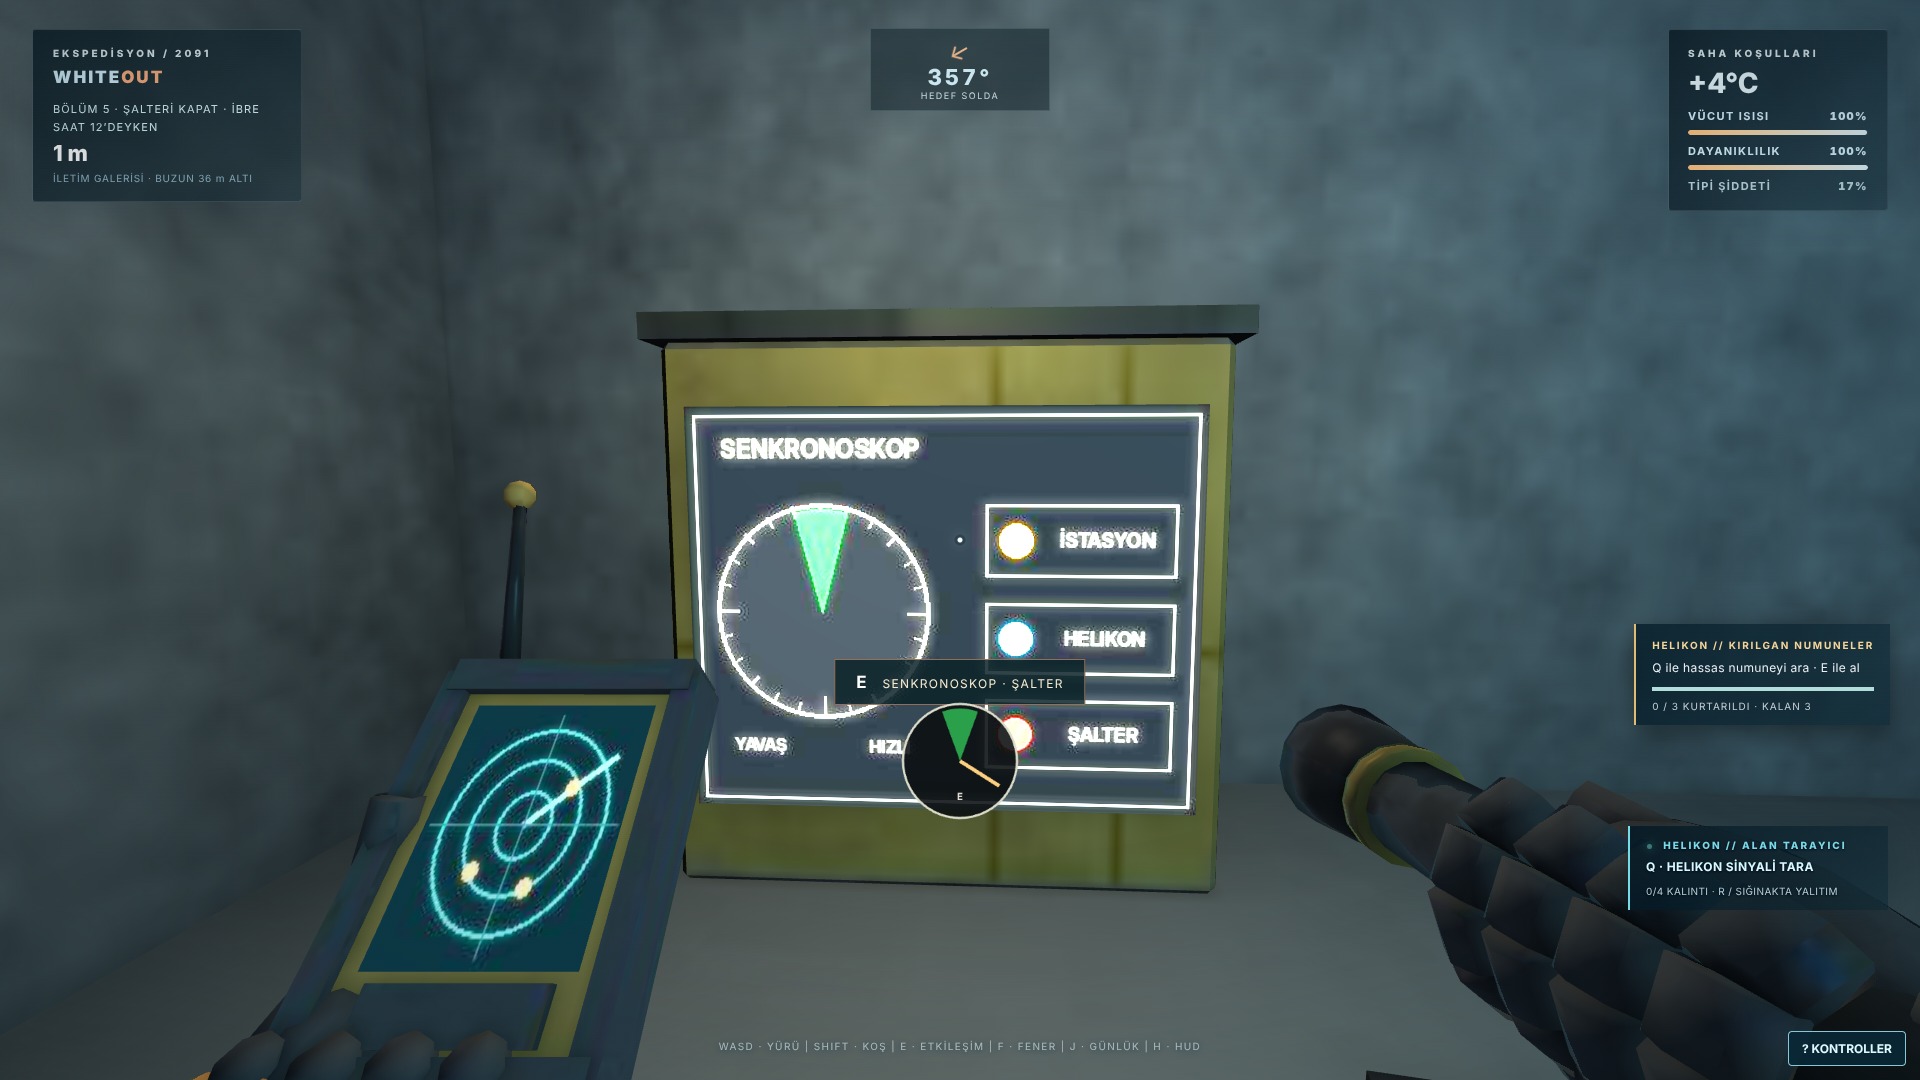 EKSPEDİSYON / 2091
WHITEOUT
BÖLÜM 5 · ŞALTERİ KAPAT · İBRE
SAAT 12'DEYKEN
1 m
İLETİM GALERİSİ · BUZUN 36 m ALTI
357°
HEDEF SOLDA
SAHA KOŞULLARI
+4°C
VÜCUT ISISI 100%
DAYANIKLILIK 100%
TİPİ ŞİDDETİ 17%
SENKRONOSKOP
İSTASYON
HELIKON
ŞALTER
YAVAŞ
E SENKRONOSKOP · ŞALTER
E
HELIKON // KIRILGAN NUMUNELER
Q ile hassas numuneyi ara · E ile al
0 / 3 KURTARILDI · KALAN 3
HELIKON // ALAN TARAYICI
Q · HELIKON SİNYALİ TARA
0/4 KALINTI · R / SIĞINAKTA YALITIM
WASD · YÜRÜ | SHIFT · KOŞ | E · ETKİLEŞİM | F · FENER | J · GÜNLÜK | H · HUD
? KONTROLLER